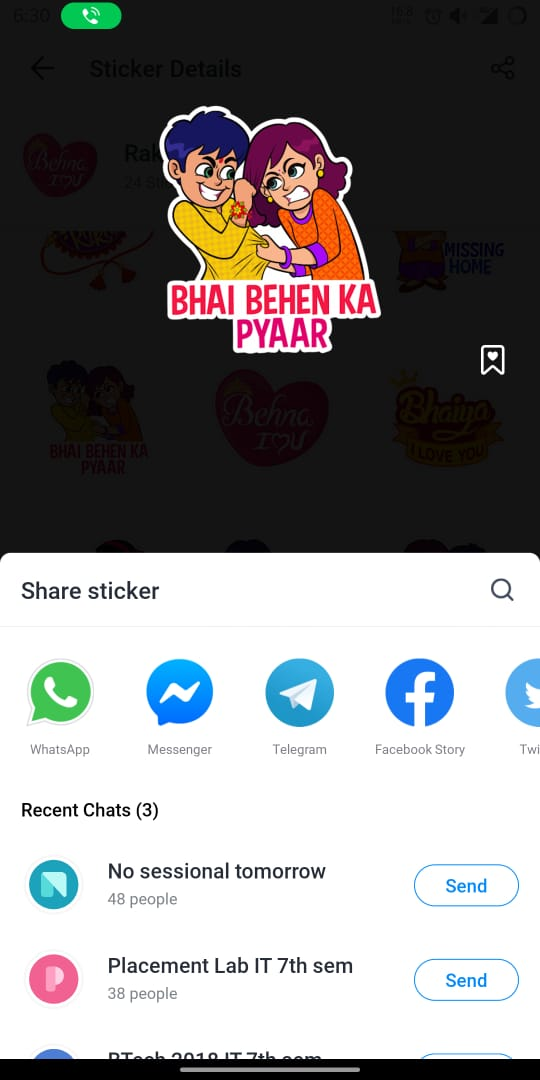 6:30
Sticker Details
Behna
I U
24
MISSING
HOME
BHAI BEHEN KA
PYAAR
BHAI BEHEN KA
PYAAR
Behna
I U
Bhaiya
I LOVE YOU
Share sticker
WhatsApp
Messenger
Telegram
Facebook Story
Recent Chats (3)
No sessional tomorrow
48 people
Send
Placement Lab IT 7th sem
38 people
Send
BTech 2018 IT 7th sem